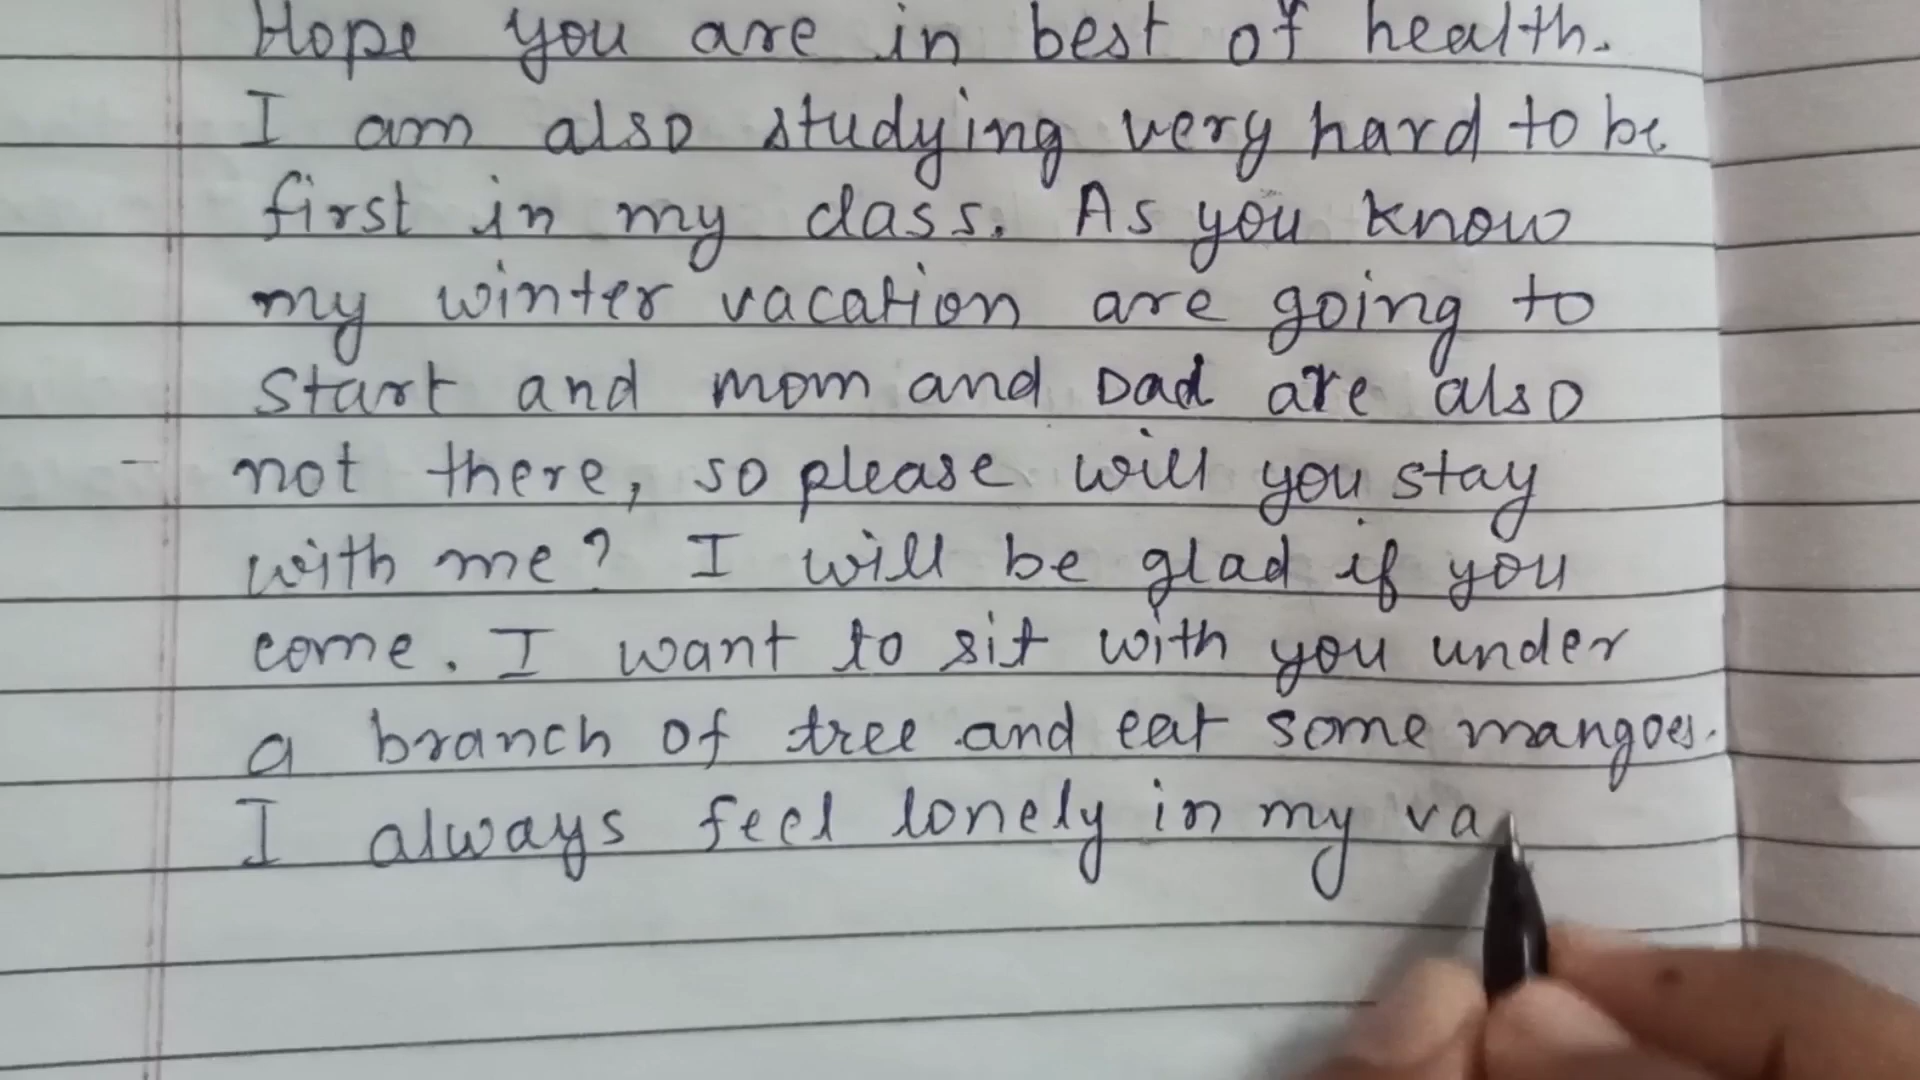 Hope you are in best of health.
I am also studying very hard to be
first in my class. As you know
my winter vacation are going to
start and mom and Dad are also
not there, so please will you stay
with me? I will be glad if you
come. I want to sit with you under
a branch of tree and eat some mangoes.
I always feel lonely in my va